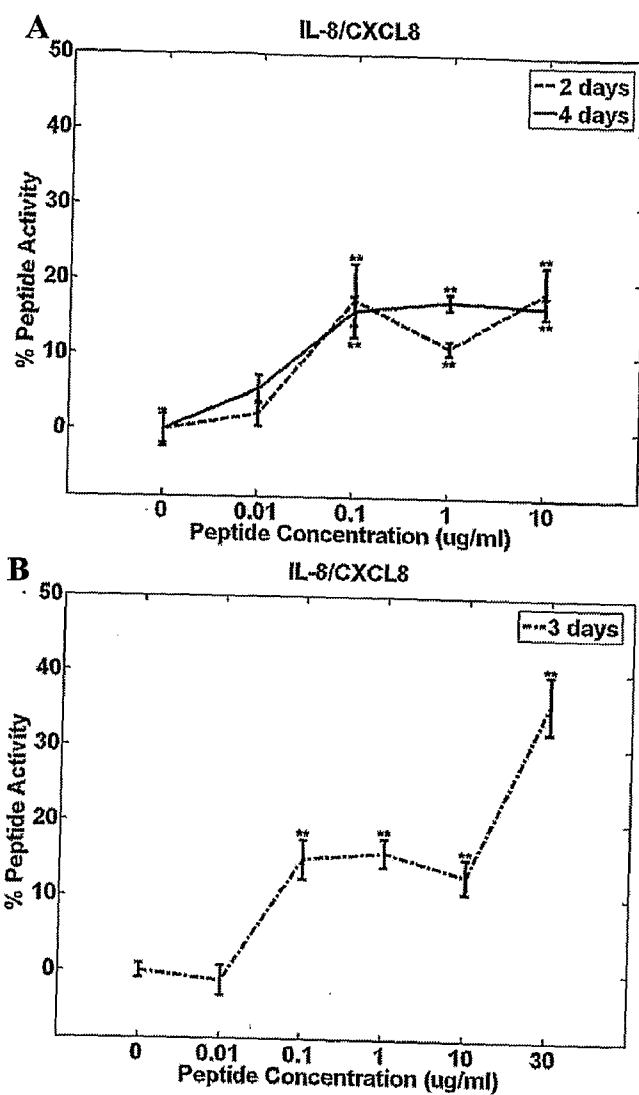 A
IL-8/CXCL8
50
40
30
20
10
0
% Peptide Activity
2 days
4 days
**
**
**
**
**
**
0 0.01 0.1 1 10
Peptide Concentration (ug/ml)
B
IL-8/CXCL8
50
40
30
20
10
0
% Peptide Activity
3 days
**
**
**
**
0 0.01 0.1 1 10 30
Peptide Concentration (ug/ml)